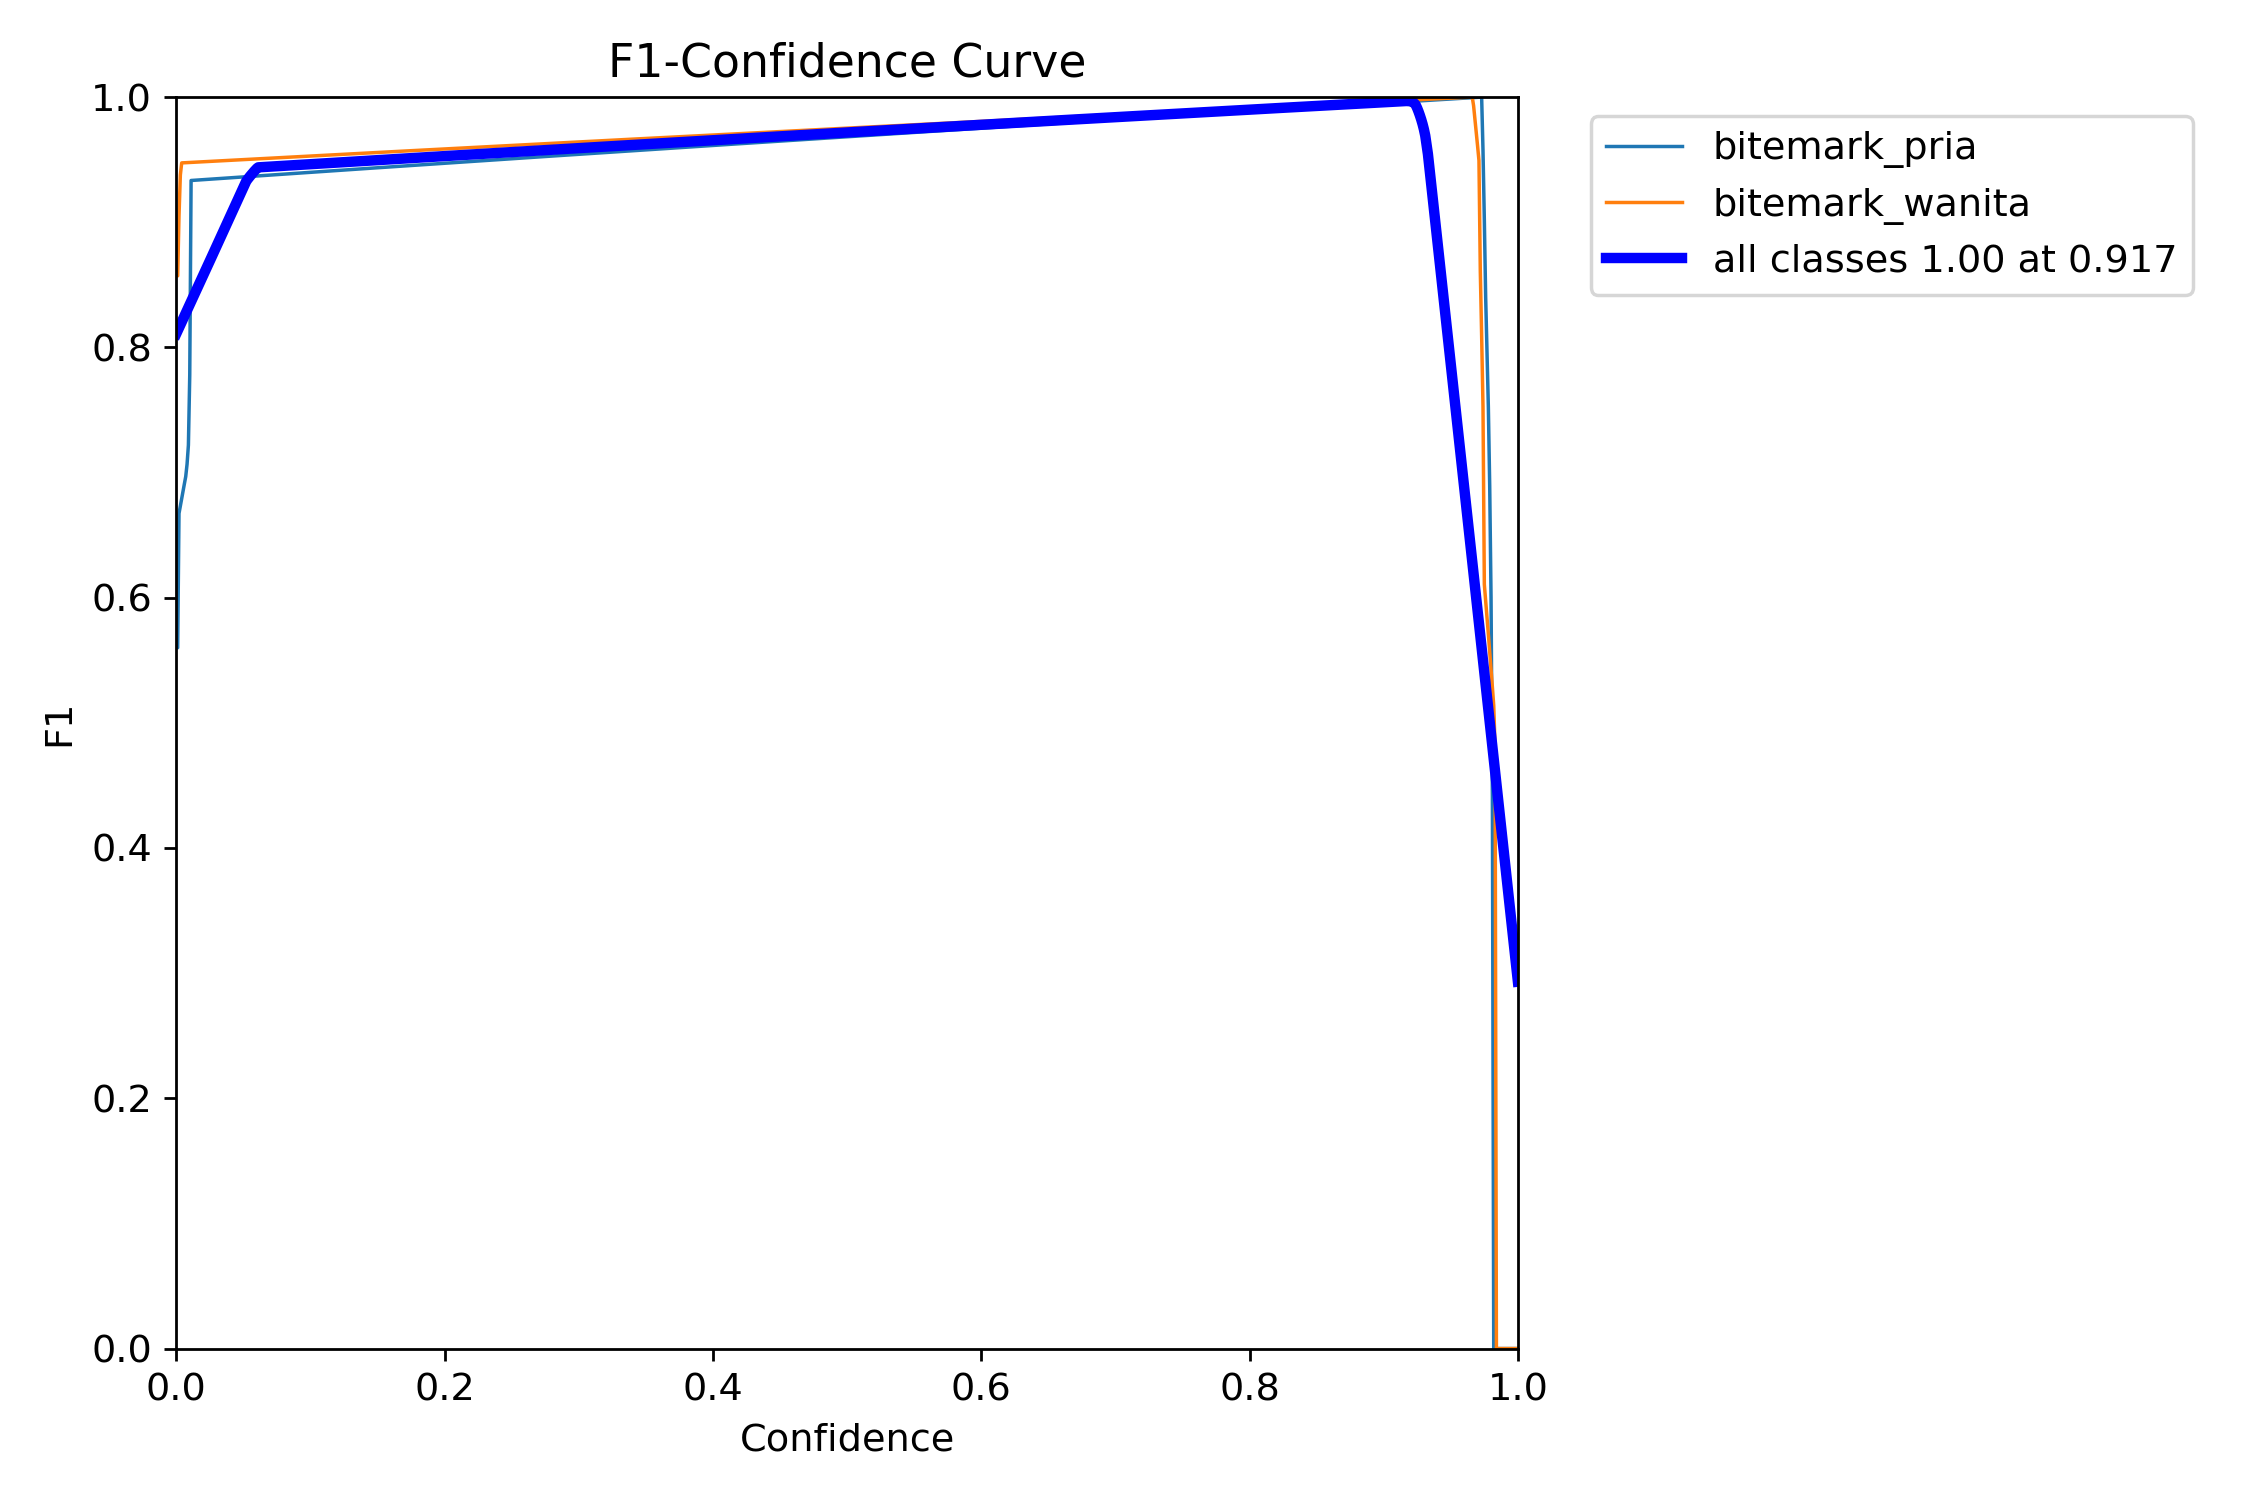 F1-Confidence Curve
1.0
0.8
0.6
0.4
0.2
0.0
F1
0.0 0.2 0.4 0.6 0.8 1.0
Confidence
bitemark_pria
bitemark_wanita
all classes 1.00 at 0.917